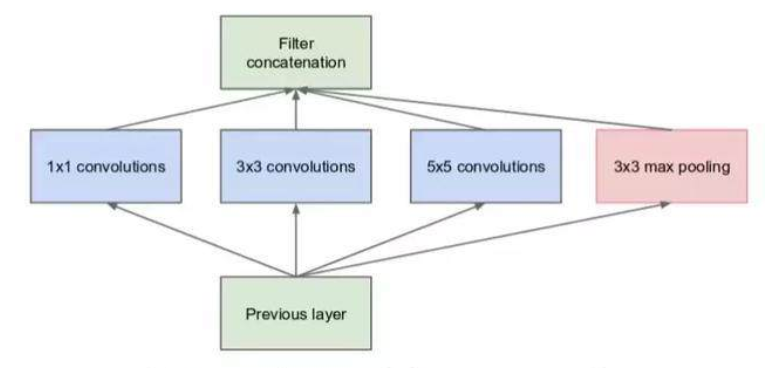 Filter
concatenation
1x1 convolutions
3x3 convolutions
5x5 convolutions
3x3 max pooling
Previous layer